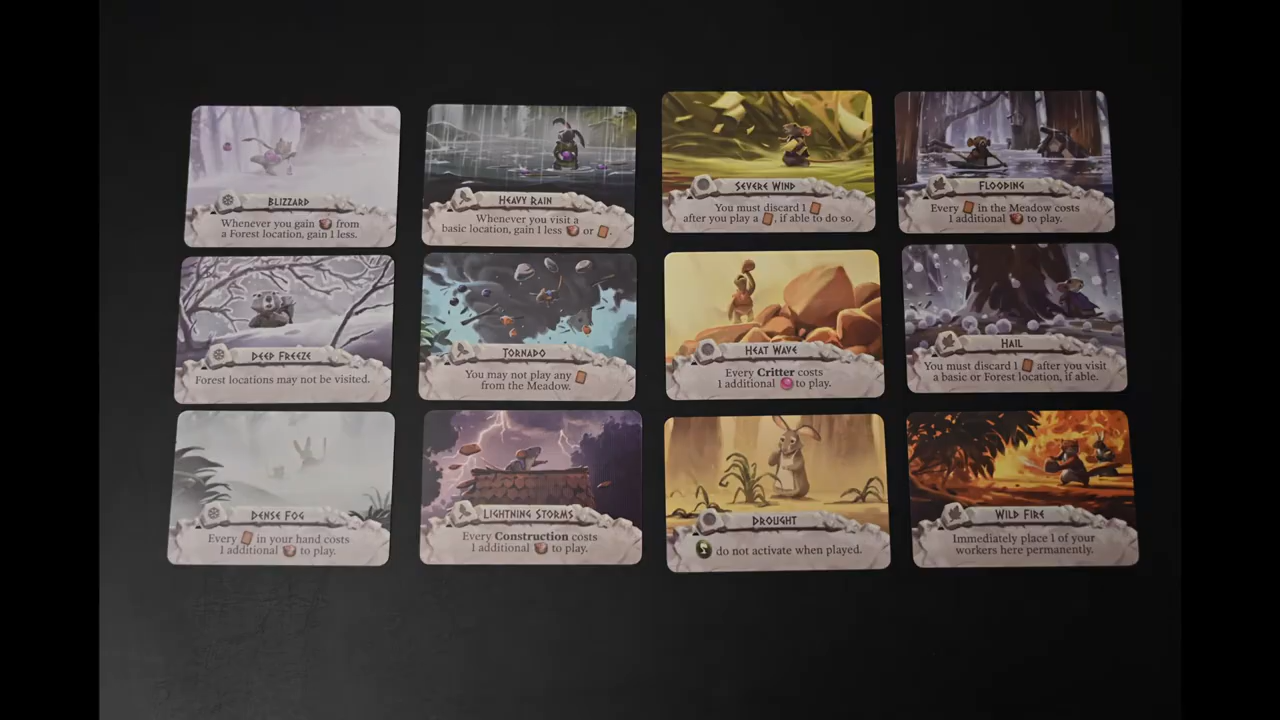 BLIZZARD
Whenever you gain from
a Forest location, gain 1 less.
HEAVY RAIN
Whenever you visit a
basic location, gain 1 less or .
SEVERE WIND
You must discard 1
after you play a , if able to do so.
FLOODING
Every in the Meadow costs
1 additional to play.
DEEP FREEZE
Forest locations may not be visited.
TORNADO
You may not play any
from the Meadow.
HEAT WAVE
Every Critter costs
1 additional to play.
HAIL
You must discard 1 after you visit
a basic or Forest location, if able.
DENSE FOG
Every in your hand costs
1 additional to play.
LIGHTNING STORMS
Every Construction costs
1 additional to play.
DROUGHT
do not activate when played.
WILD FIRE
Immediately place 1 of your
workers here permanently.